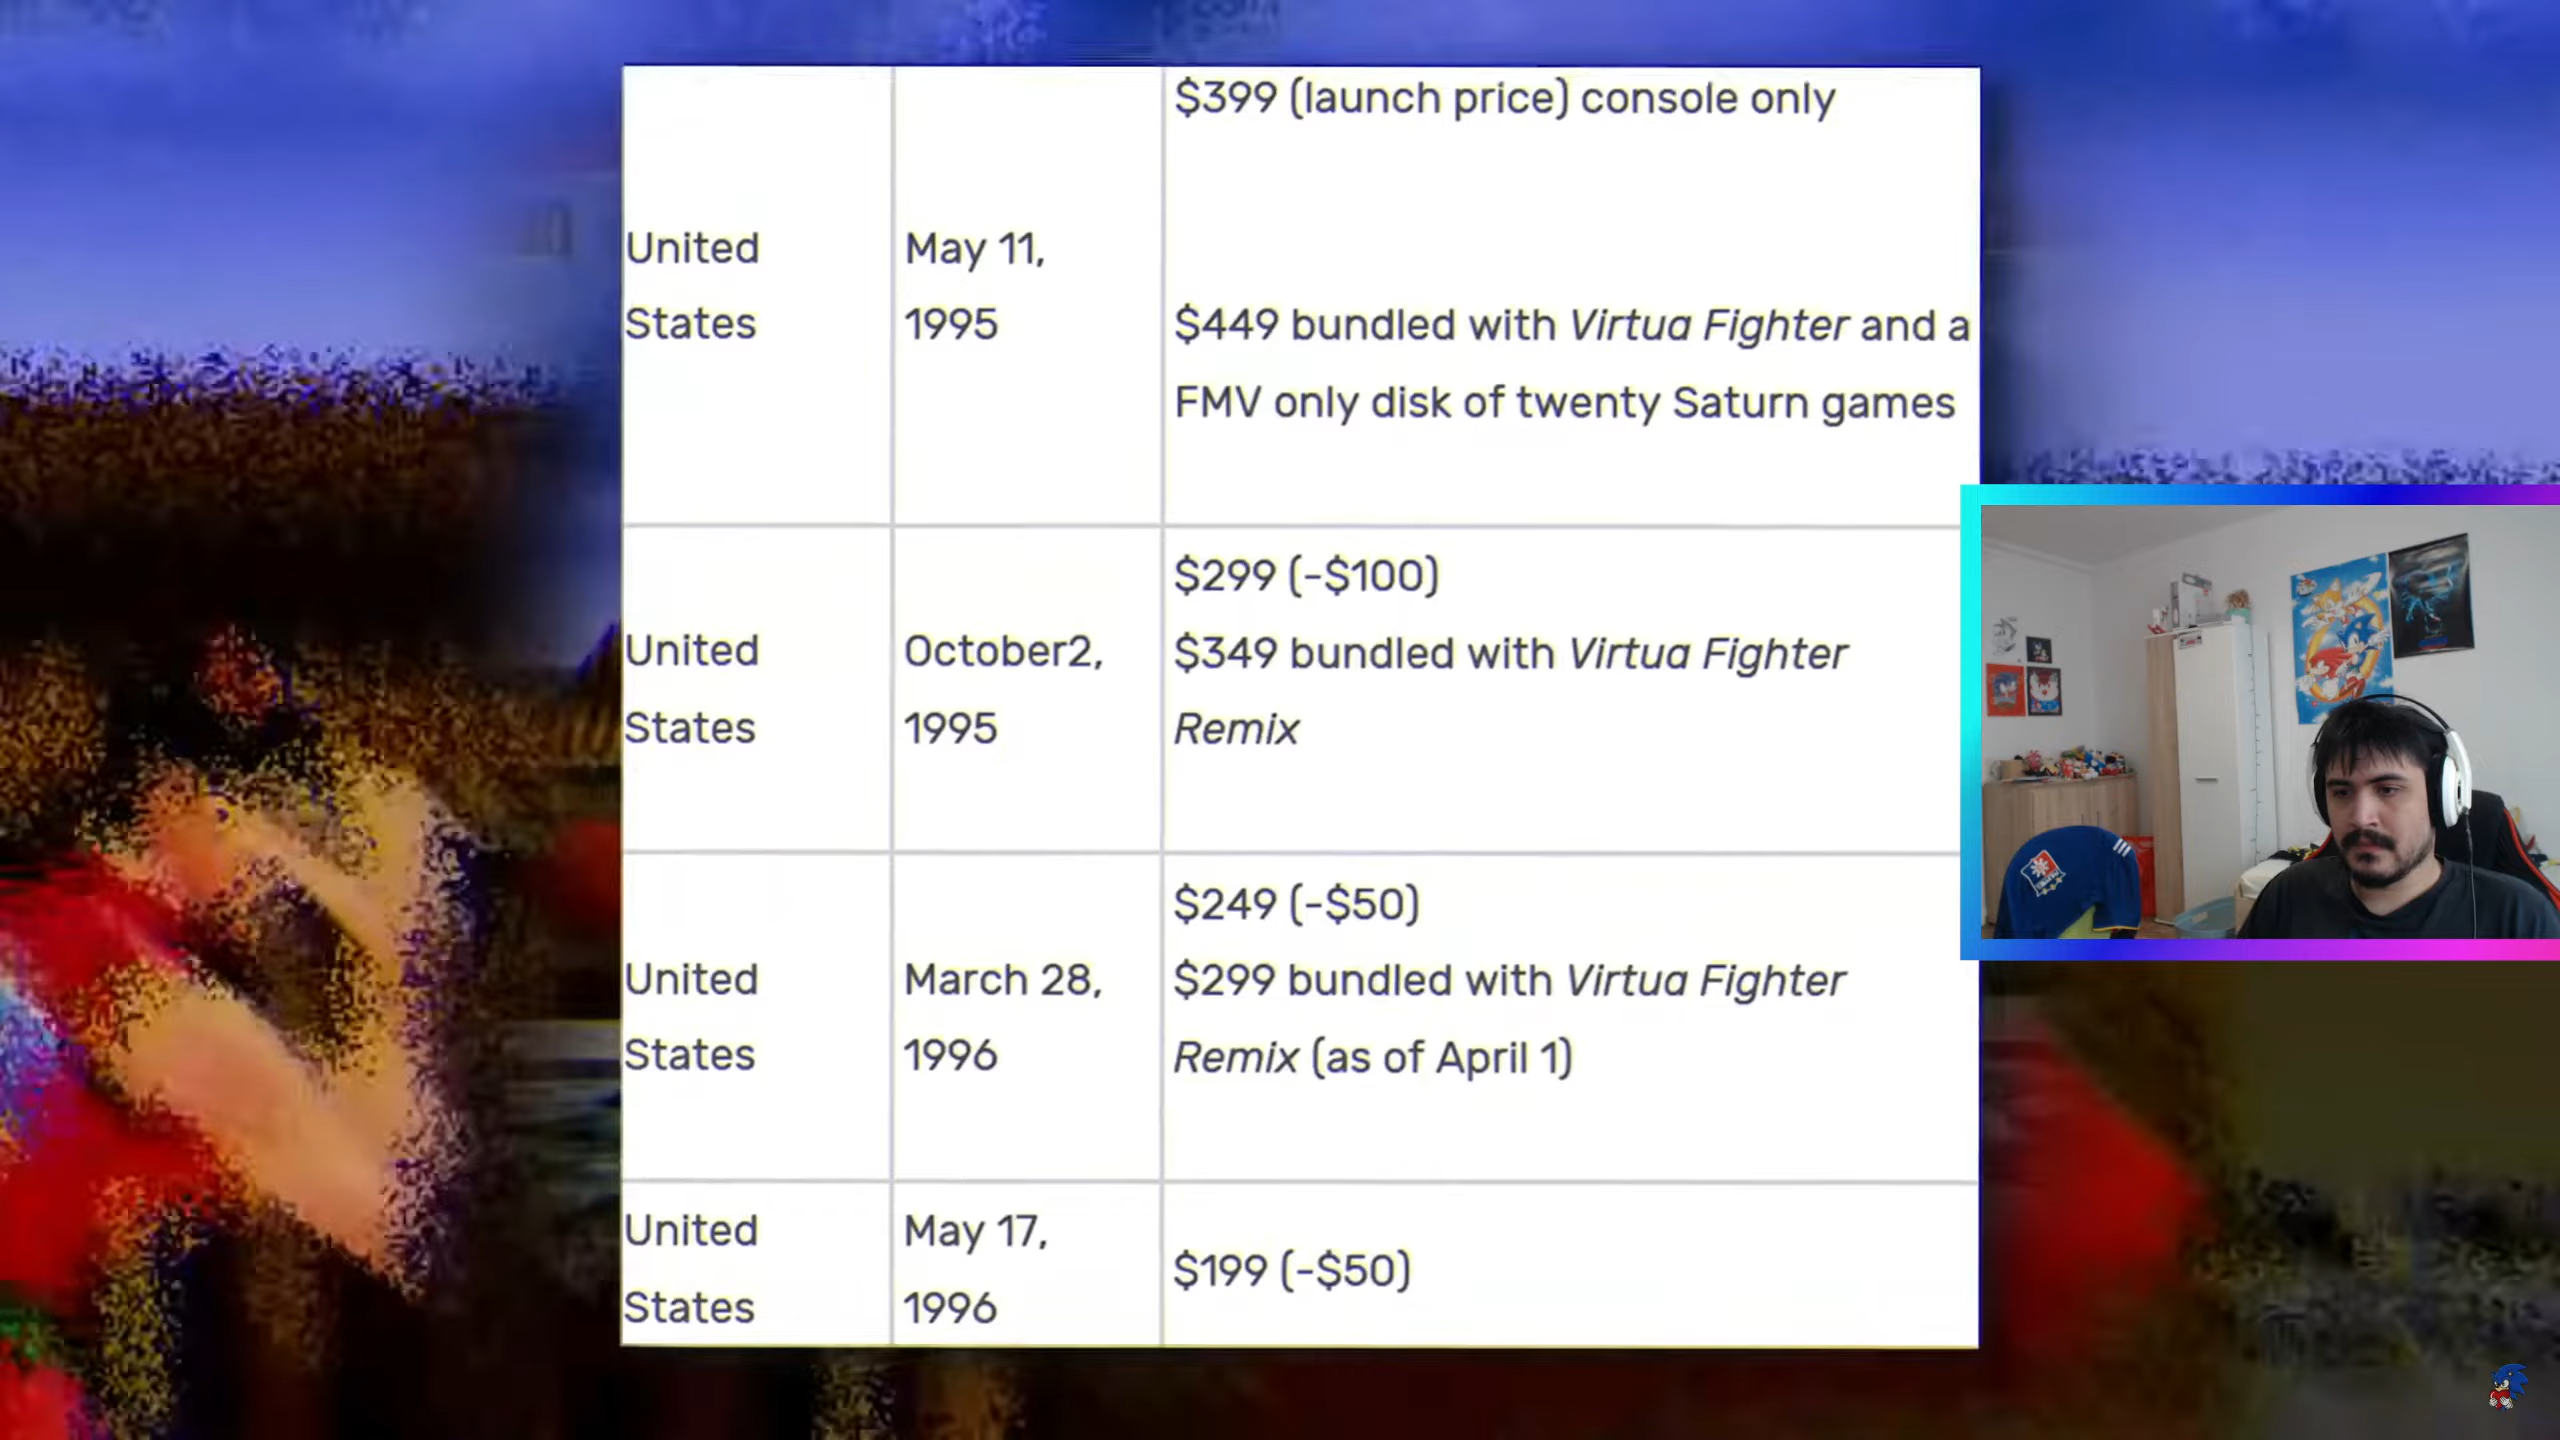 $399 (launch price) console only
United
States
May 11,
1995
$449 bundled with Virtua Fighter and a
FMV only disk of twenty Saturn games
United
States
October2,
1995
$299 (-$100)
$349 bundled with Virtua Fighter
Remix
United
States
March 28,
1996
$249 (-$50)
$299 bundled with Virtua Fighter
Remix (as of April 1)
United
States
May 17,
1996
$199 (-$50)